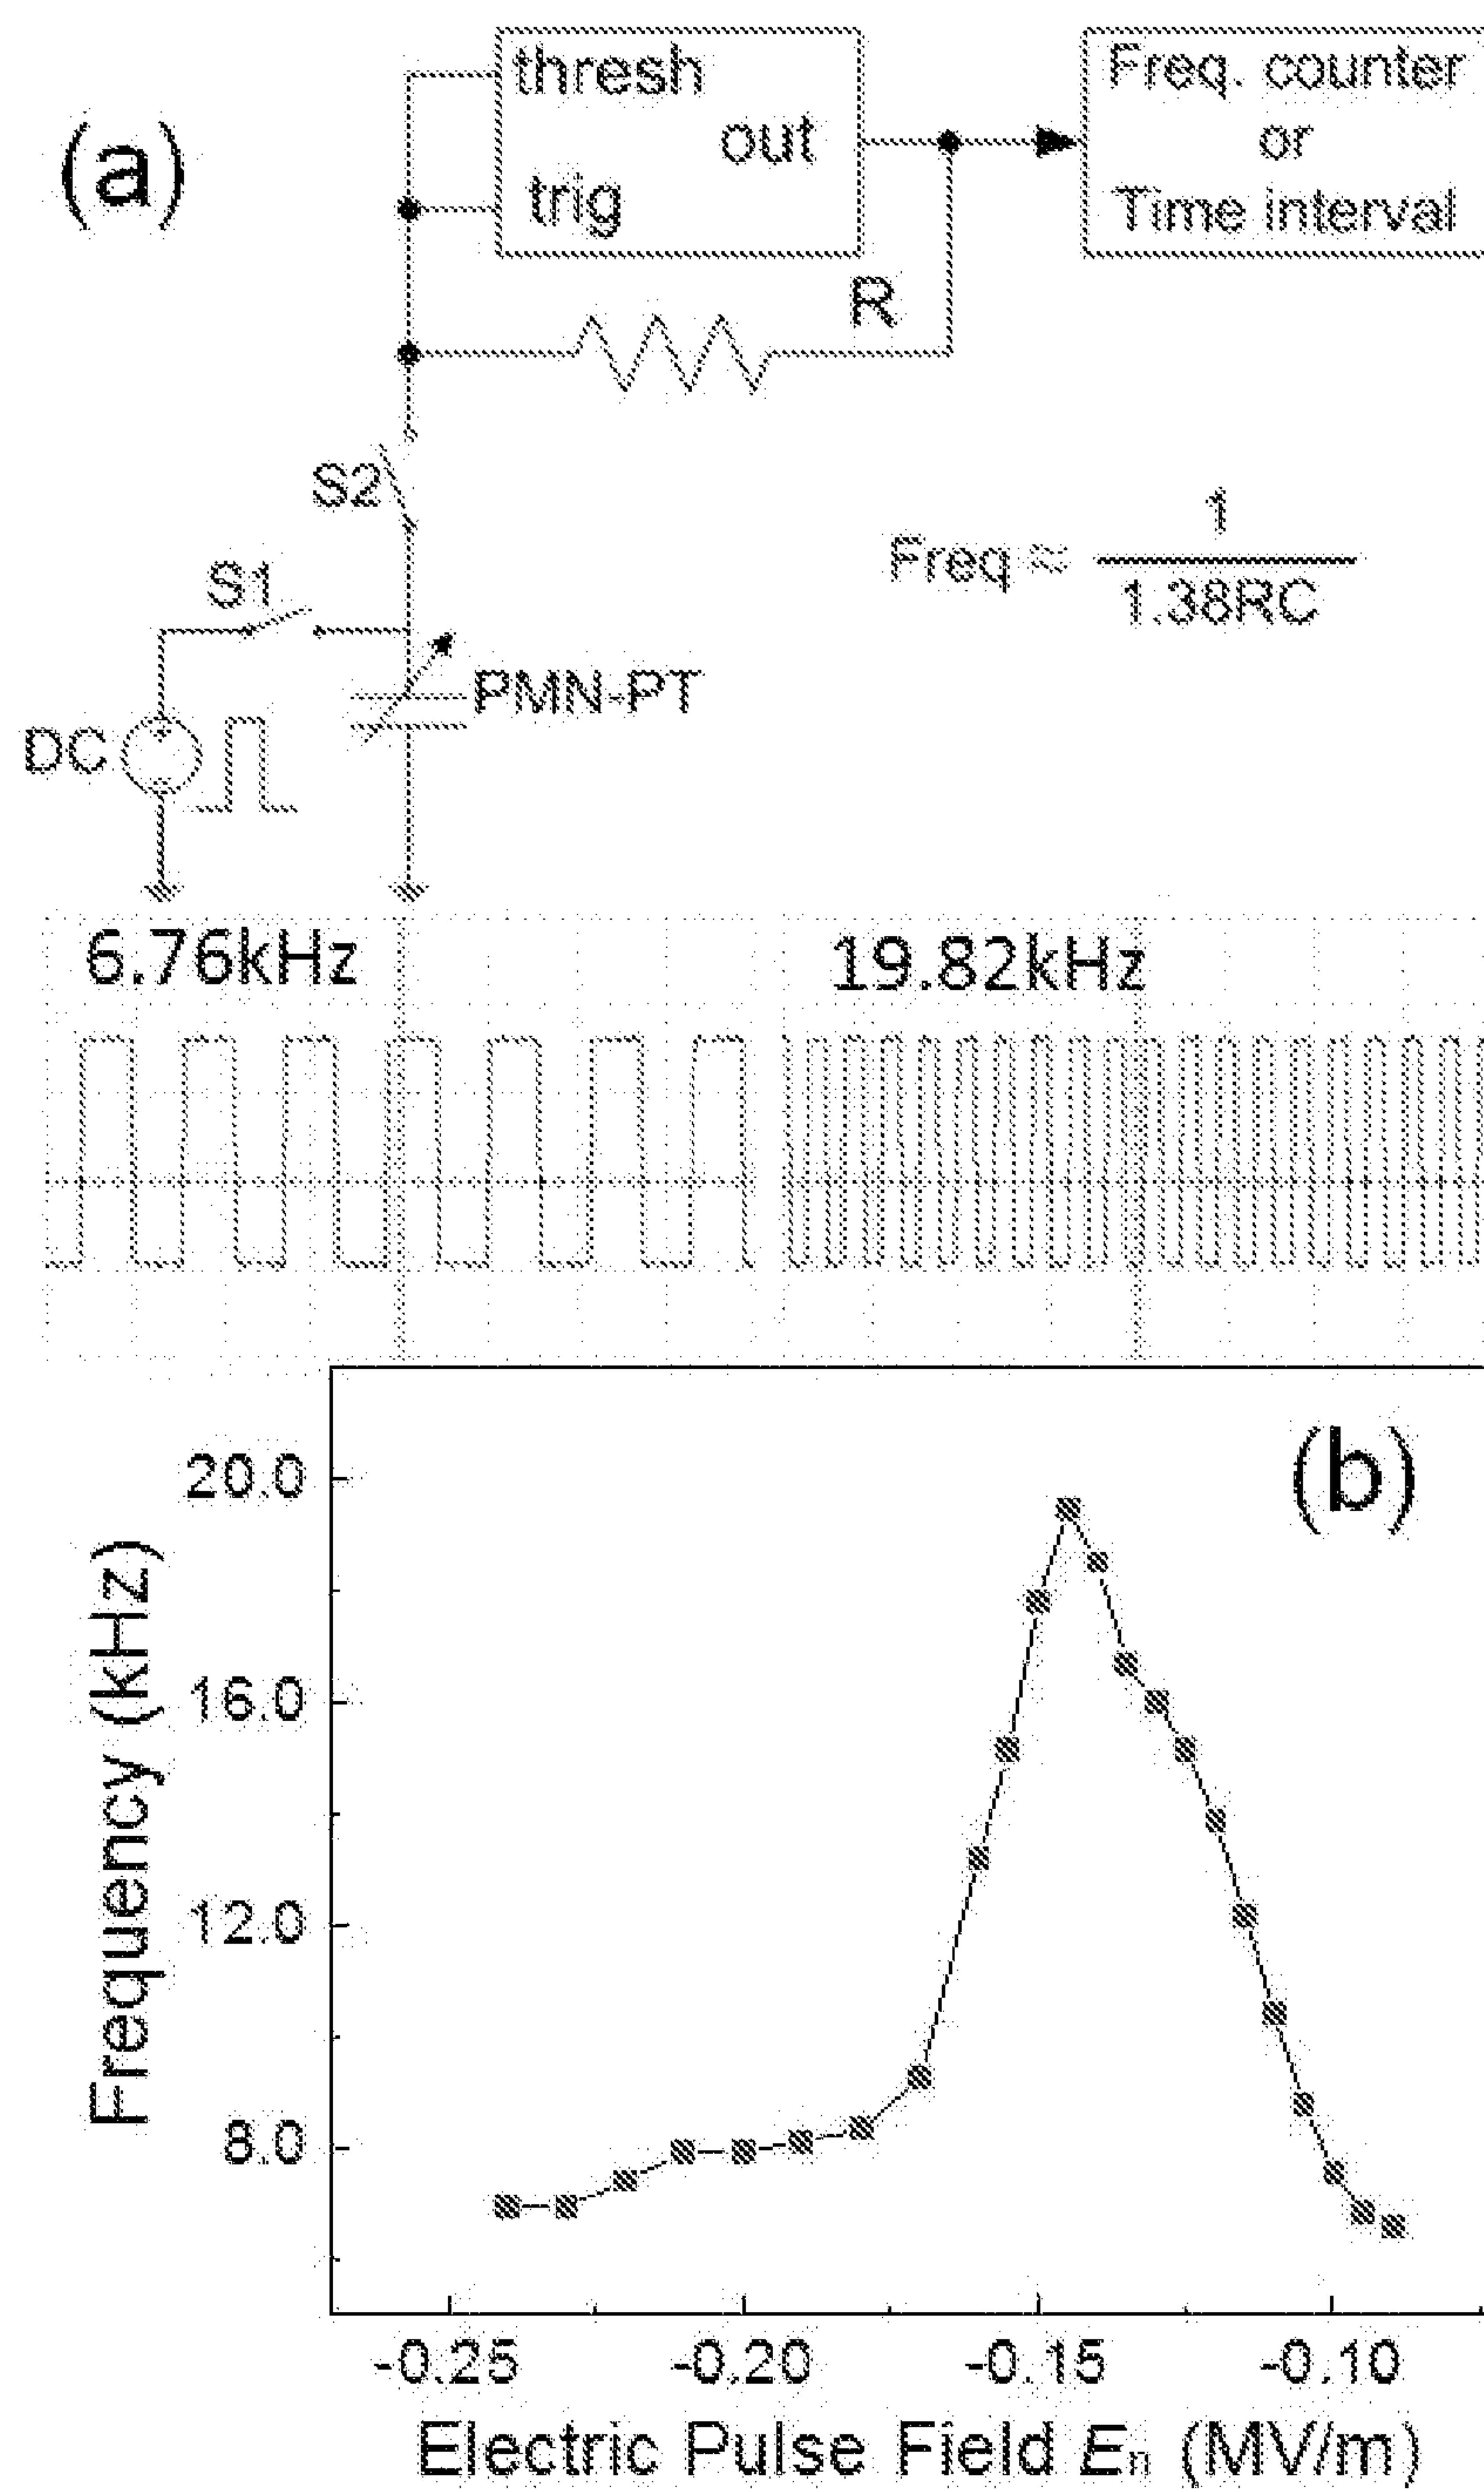 (a)
thresh
out
trig
Freq. counter
or
Time interval
R
S2
S1
Freq ≈ 1
1.38RC
PMN-PT
DC
6.76kHz
19.82kHz
(b)
20.0
16.0
12.0
8.0
Frequency (kHz)
-0.25 -0.20 -0.15 -0.10
Electric Pulse Field En (MV/m)